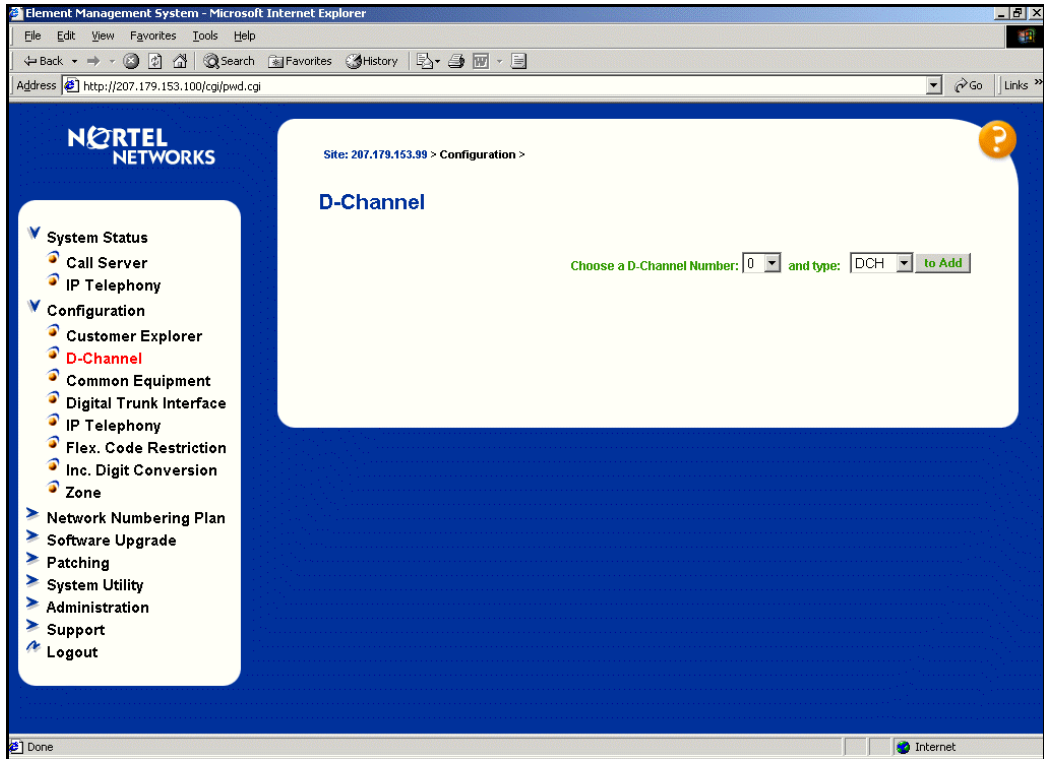 Element Management System - Microsoft Internet Explorer
File Edit View Favorites Tools Help
Back Search Favorites History
Address http://207.179.153.100/cgi/pwd.cgi Go Links »
NORTEL
NETWORKS
Site: 207.179.153.99 > Configuration >
D-Channel
Choose a D-Channel Number: 0 and type: DCH to Add
System Status
Call Server
IP Telephony
Configuration
Customer Explorer
D-Channel
Common Equipment
Digital Trunk Interface
IP Telephony
Flex. Code Restriction
Inc. Digit Conversion
Zone
Network Numbering Plan
Software Upgrade
Patching
System Utility
Administration
Support
Logout
Done Internet